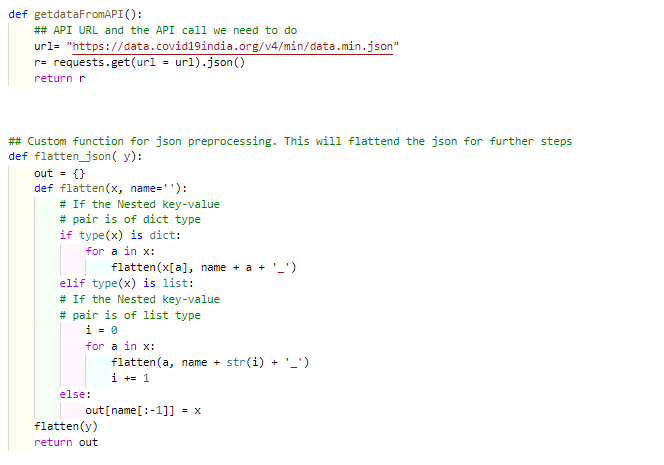 def getdataFromAPI():
    ## API URL and the API call we need to do
    url= "https://data.covid19india.org/v4/min/data.min.json"
    r= requests.get(url = url).json()
    return r
## Custom function for json preprocessing. This will flattend the json for further steps
def flatten_json( y):
    out = {}
    def flatten(x, name=''):
        # If the Nested key-value
        # pair is of dict type
        if type(x) is dict:
            for a in x:
                flatten(x[a], name + a + '_')
        elif type(x) is list:
        # If the Nested key-value
        # pair is of list type
            i = 0
            for a in x:
                flatten(a, name + str(i) + '_')
                i += 1
        else:
            out[name[:-1]] = x
    flatten(y)
    return out